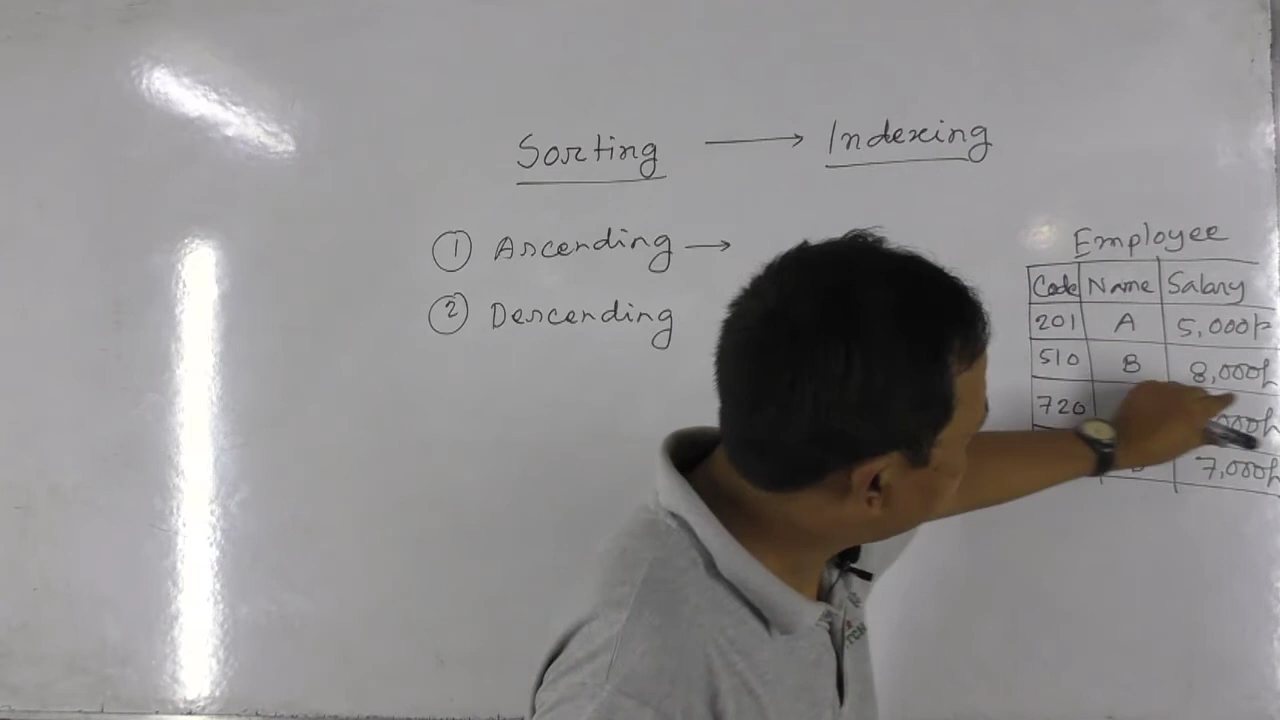 Sorting → Indexing
① Ascending →
② Descending
Employee
Code Name Salary
201 A 5,000/-
510 B 8,000/-
720
7,000/-